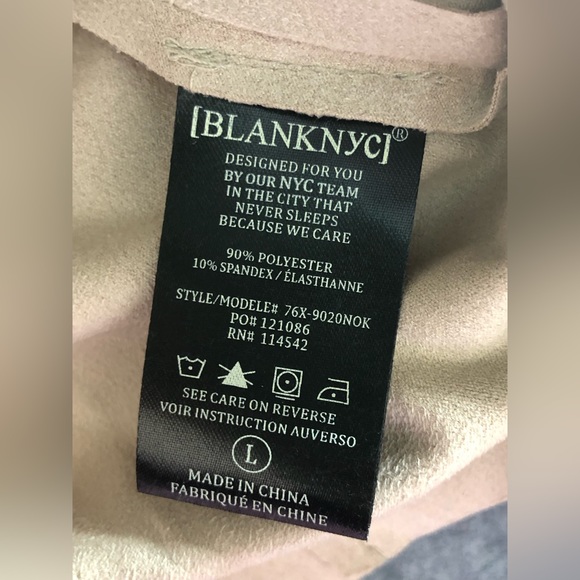 [BLANKNYC]®
DESIGNED FOR YOU
BY OUR NYC TEAM
IN THE CITY THAT
NEVER SLEEPS
BECAUSE WE CARE
90% POLYESTER
10% SPANDEX / ÉLASTHANNE
STYLE/MODELE# 76X-9020NOK
PO# 121086
RN# 114542
SEE CARE ON REVERSE
VOIR INSTRUCTION AUVERSO
L
MADE IN CHINA
FABRIQUÉ EN CHINE